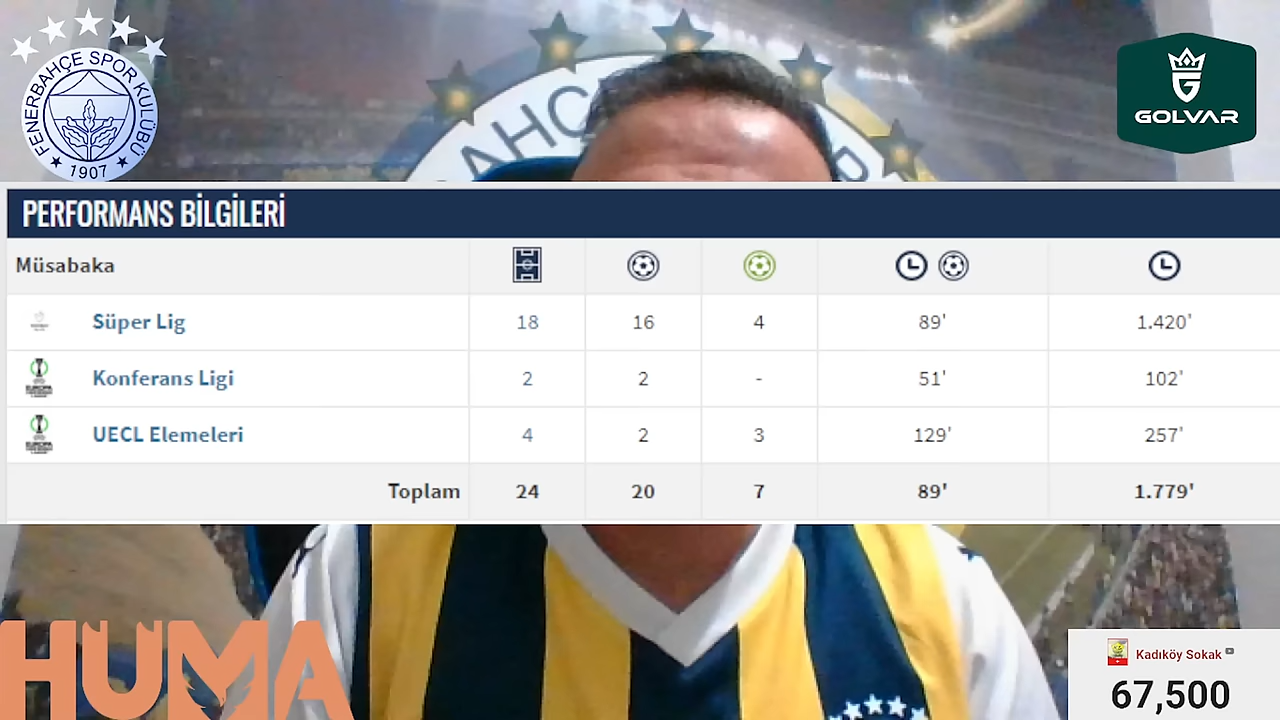 FENERBAHÇE SPOR KULÜBÜ
1907
AHÇ
R
GOLVAR
PERFORMANS BİLGİLERİ
Müsabaka
Süper Lig 18 16 4 89' 1.420'
Konferans Ligi 2 2 - 51' 102'
UECL Elemeleri 4 2 3 129' 257'
Toplam 24 20 7 89' 1.779'
HUMA
Kadıköy Sokak
67,500